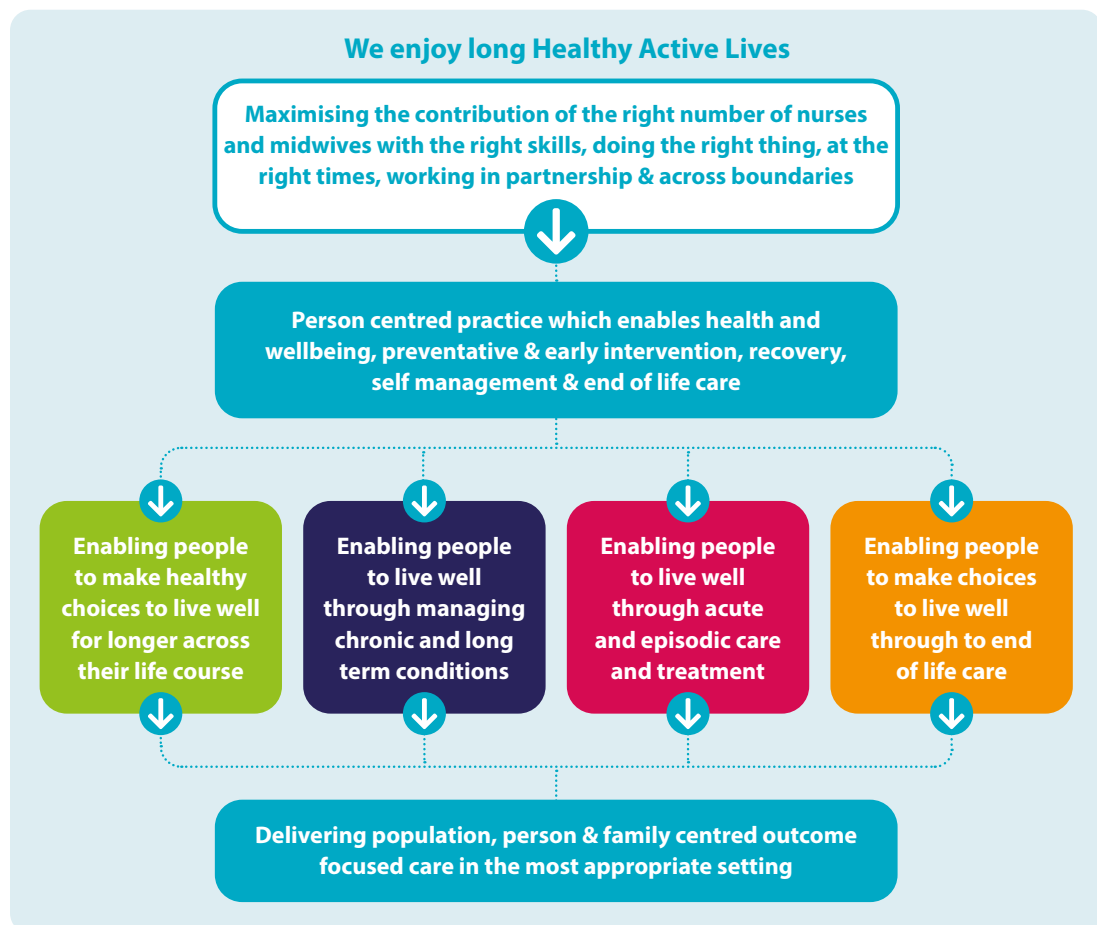 We enjoy long Healthy Active Lives
Maximising the contribution of the right number of nurses
and midwives with the right skills, doing the right thing, at the
right times, working in partnership & across boundaries
Person centred practice which enables health and
wellbeing, preventative & early intervention, recovery,
self management & end of life care
Enabling people
to make healthy
choices to live well
for longer across
their life course
Enabling people
to live well
through managing
chronic and long
term conditions
Enabling people
to live well
through acute
and episodic care
and treatment
Enabling people
to make choices
to live well
through to end
of life care
Delivering population, person & family centred outcome
focused care in the most appropriate setting